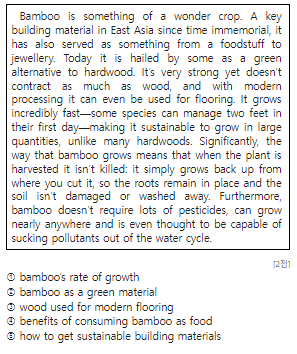 Bamboo is something of a wonder crop. A key
building material in East Asia since time immemorial, it
has also served as something from a foodstuff to
jewellery. Today it is hailed by some as a green
alternative to hardwood. It's very strong yet doesn't
contract as much as wood, and with modern
processing it can even be used for flooring. It grows
incredibly fast—some species can manage two feet in
their first day—making it sustainable to grow in large
quantities, unlike many hardwoods. Significantly, the
way that bamboo grows means that when the plant is
harvested it isn't killed: it simply grows back up from
where you cut it, so the roots remain in place and the
soil isn't damaged or washed away. Furthermore,
bamboo doesn't require lots of pesticides, can grow
nearly anywhere and is even thought to be capable of
sucking pollutants out of the water cycle.
[2점]
① bamboo's rate of growth
② bamboo as a green material
③ wood used for modern flooring
④ benefits of consuming bamboo as food
⑤ how to get sustainable building materials